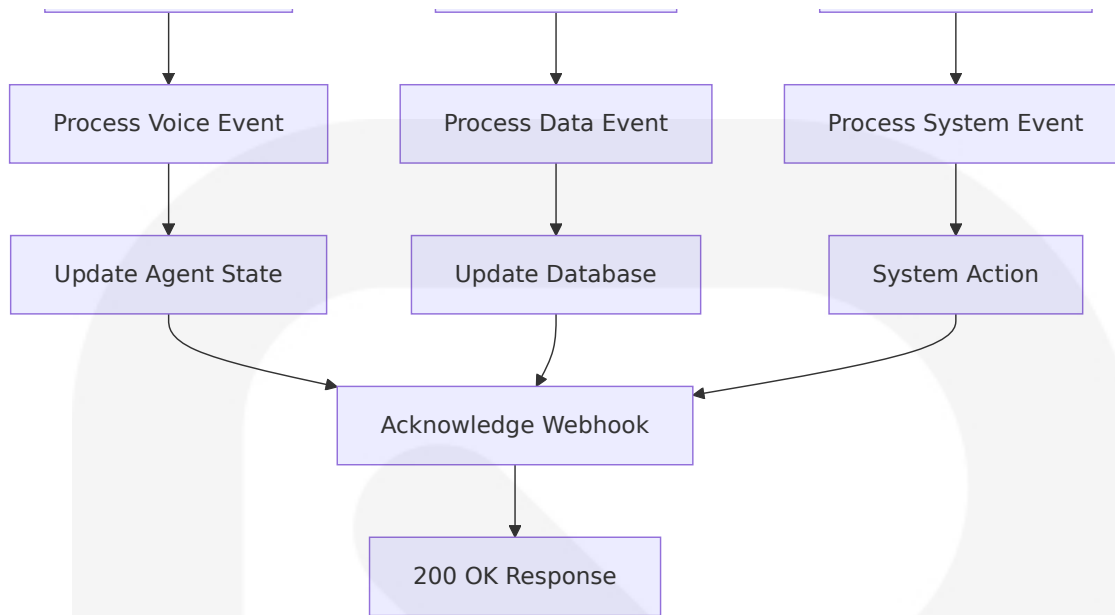 Process Voice Event
Process Data Event
Process System Event
Update Agent State
Update Database
System Action
Acknowledge Webhook
200 OK Response